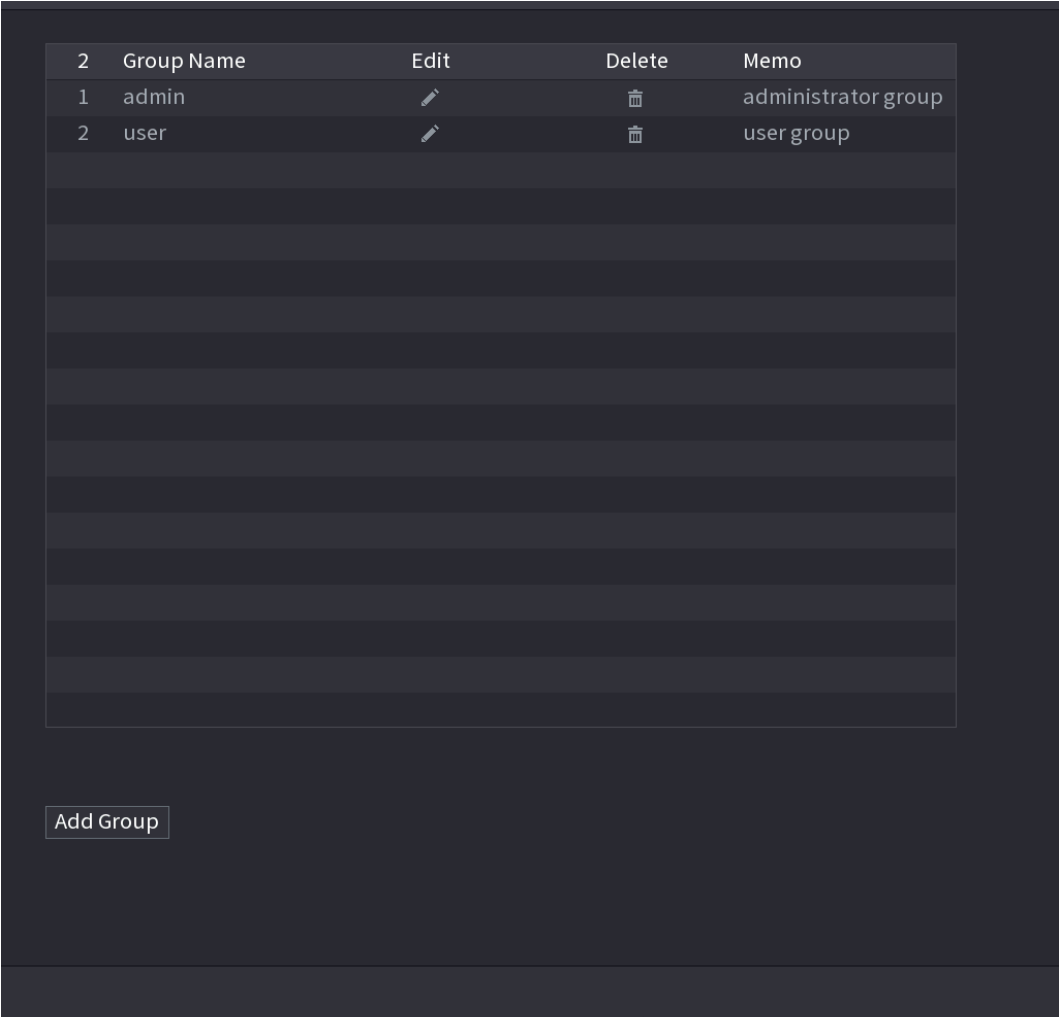 2 Group Name Edit Delete Memo
1 admin administrator group
2 user user group
Add Group